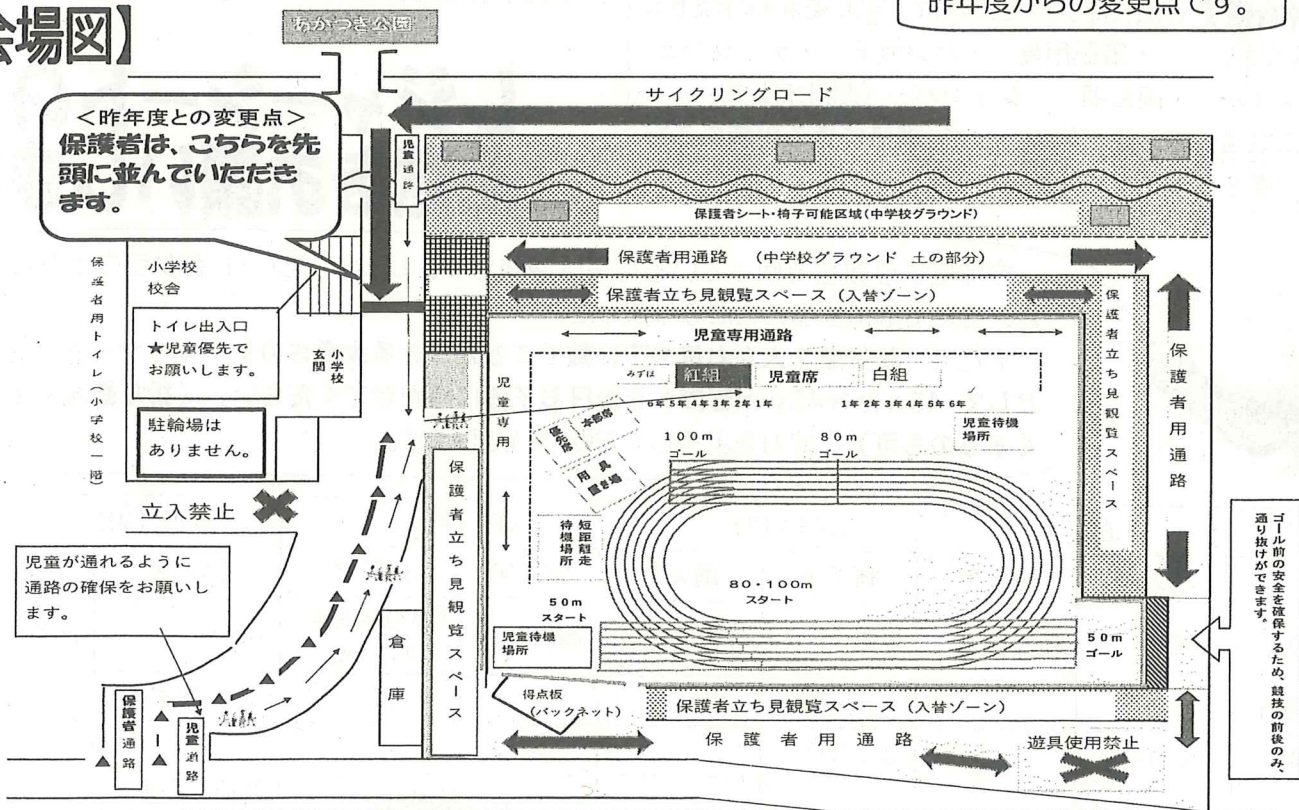 会場図】
昨年度からの変更点です。
あかつき公園
サイクリングロード
＜昨年度との変更点＞
保護者は、こちらを先
頭に並んでいただき
ます。
児童通路
保護者シート・椅子可能区域(中学校グラウンド)
保護者用通路　(中学校グラウンド　土の部分)
保護者立ち見観覧スペース（入替ゾーン）
保護者用トイレ(小学校一階)
小学校
校舎
トイレ出入口
★児童優先で
お願いします。
小学校
玄関
駐輪場は
ありません。
立入禁止
児童が通れるように
通路の確保をお願いし
ます。
保護者通路
児童通路
倉庫
保護者立ち見観覧スペース
児童専用
児童専用通路
みずほ
紅組
児童席
白組
6年 5年 4年 3年 2年 1年
1年 2年 3年 4年 5年 6年
児童待機
場所
本部席
優先席
用具
置き場
100m
ゴール
80m
ゴール
短距離走
待機場所
80・100m
スタート
50m
スタート
児童待機
場所
50m
ゴール
得点板
(バックネット)
保護者立ち見観覧スペース（入替ゾーン）
保護者用通路
遊具使用禁止
保護者立ち見観覧スペース
保護者用通路
ゴール前の安全を確保するため、競技の前後のみ、
通り抜けができます。